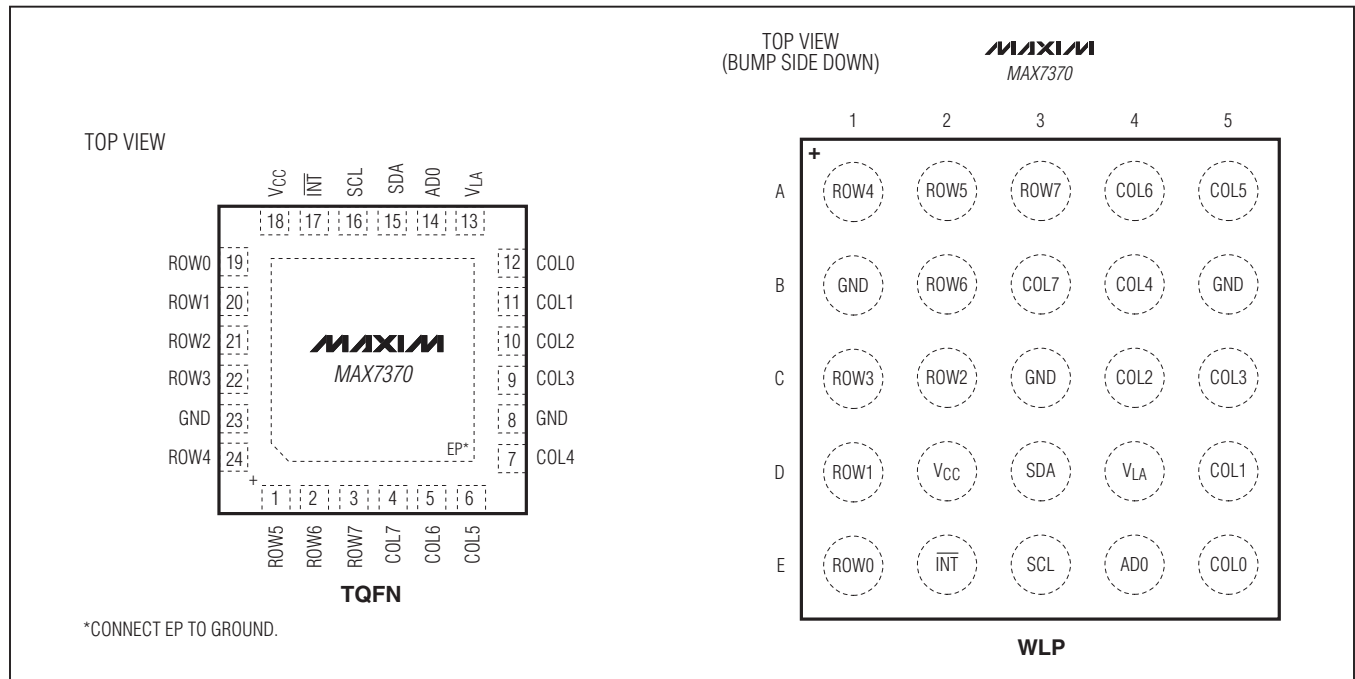 TOP VIEW
VCC INT SCL SDA AD0 VLA
18 17 16 15 14 13
ROW0 19 12 COL0
ROW1 20 11 COL1
ROW2 21 10 COL2
ROW3 22 9 COL3
GND 23 8 GND
ROW4 24 7 COL4
MAXIM
MAX7370
EP*
+
1 2 3 4 5 6
ROW5 ROW6 ROW7 COL7 COL6 COL5
TQFN
*CONNECT EP TO GROUND.
TOP VIEW
(BUMP SIDE DOWN)
MAXIM
MAX7370
1 2 3 4 5
+
A ROW4 ROW5 ROW7 COL6 COL5
B GND ROW6 COL7 COL4 GND
C ROW3 ROW2 GND COL2 COL3
D ROW1 VCC SDA VLA COL1
E ROW0 INT SCL AD0 COL0
WLP